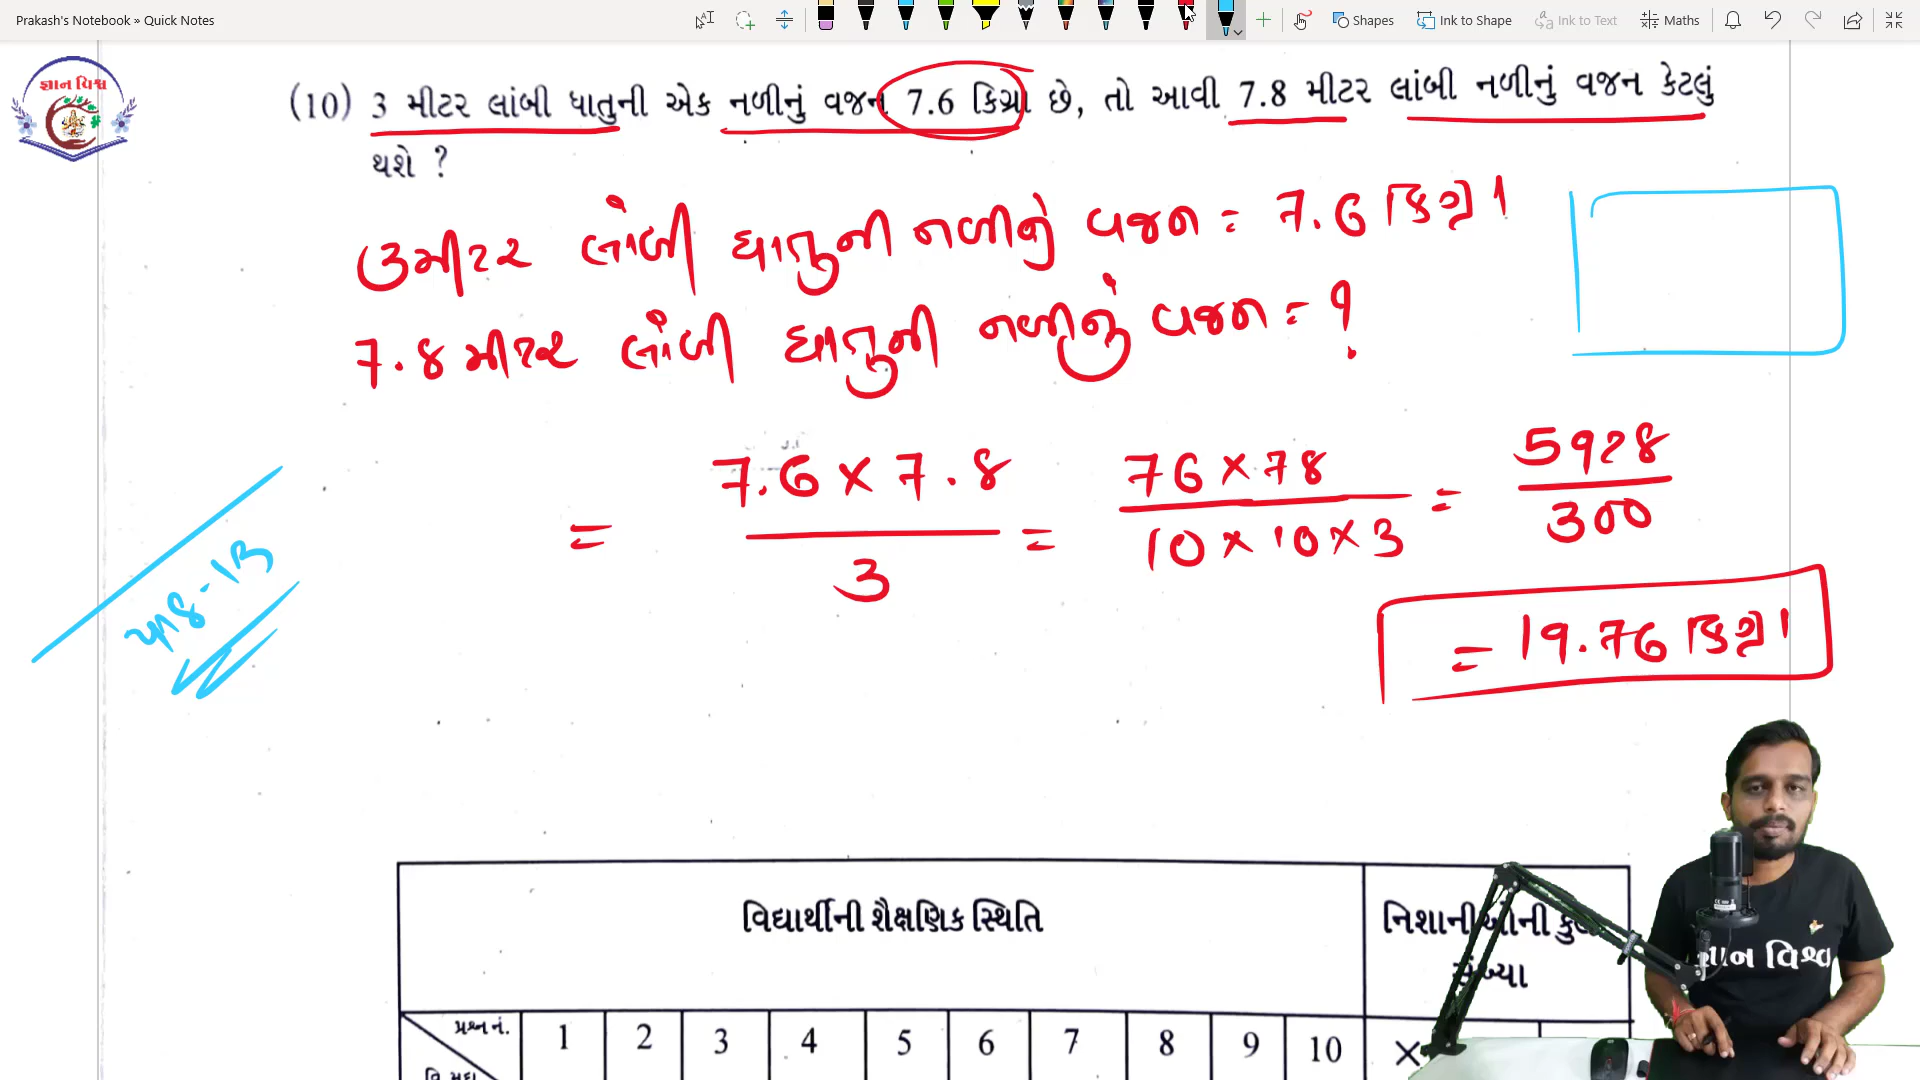 Prakash's Notebook » Quick Notes
Shapes
Ink to Shape
Ink to Text
Maths
જ્ઞાન વિશ્વ
(10) 3 મીટર લાંબી ધાતુની એક નળીનું વજન 7.6 કિગ્રા છે, તો આવી 7.8 મીટર લાંબી નળીનું વજન કેટલું
થશે ?
3 મીટર લાંબી ધાતુની નળીનું વજન = 7.6 કિગ્રા
7.8 મીટર લાંબી ધાતુની નળીનું વજન = ?
= 7.6 × 7.8 / 3 = 76 × 78 / 10 × 10 × 3 = 5928 / 300
= 19.76 કિગ્રા
વિદ્યાર્થીની શૈક્ષણિક સ્થિતિ
નિશાનીઓની
સંખ્યા
પ્રશ્ન નં. 1 2 3 4 5 6 7 8 9 10 ×
જ્ઞાન વિશ્વ